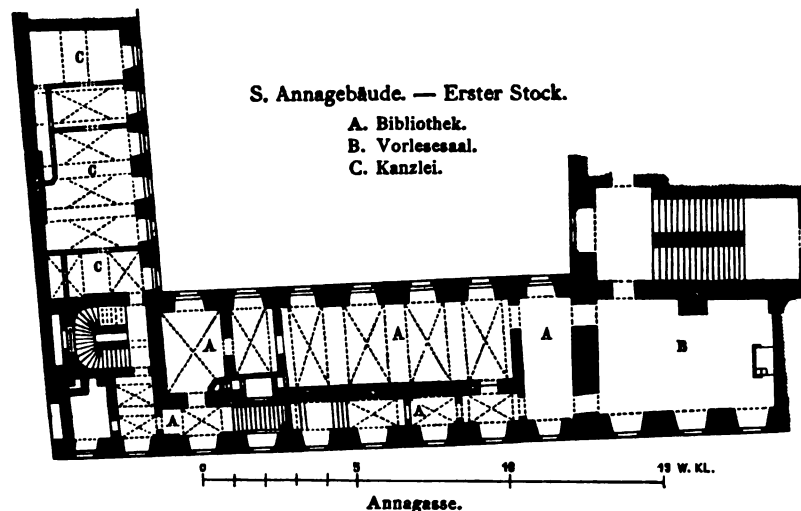 S. Annagebäude. — Erster Stock.
A. Bibliothek.
B. Vorlesesaal.
C. Kanzlei.
C
C
C
A
A
A
B
A
A
0 5 10 15 W. KL.
Annagasse.